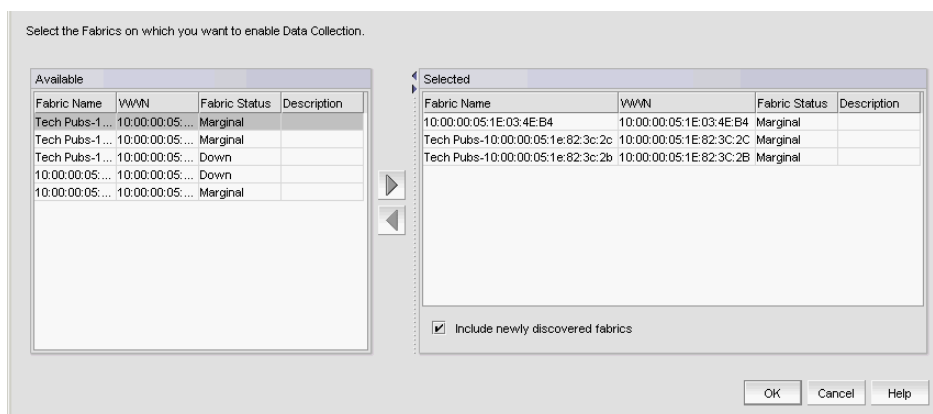 Select the Fabrics on which you want to enable Data Collection.
Available
Fabric Name WWN Fabric Status Description
Tech Pubs-1... 10:00:00:05:... Marginal
Tech Pubs-1... 10:00:00:05:... Marginal
Tech Pubs-1... 10:00:00:05:... Down
10:00:00:05:... 10:00:00:05:... Down
10:00:00:05:... 10:00:00:05:... Marginal
Selected
Fabric Name WWN Fabric Status Description
10:00:00:05:1E:03:4E:B4 10:00:00:05:1E:03:4E:B4 Marginal
Tech Pubs-10:00:00:05:1e:82:3c:2c 10:00:00:05:1E:82:3C:2C Marginal
Tech Pubs-10:00:00:05:1e:82:3c:2b 10:00:00:05:1E:82:3C:2B Marginal
Include newly discovered fabrics
OK Cancel Help